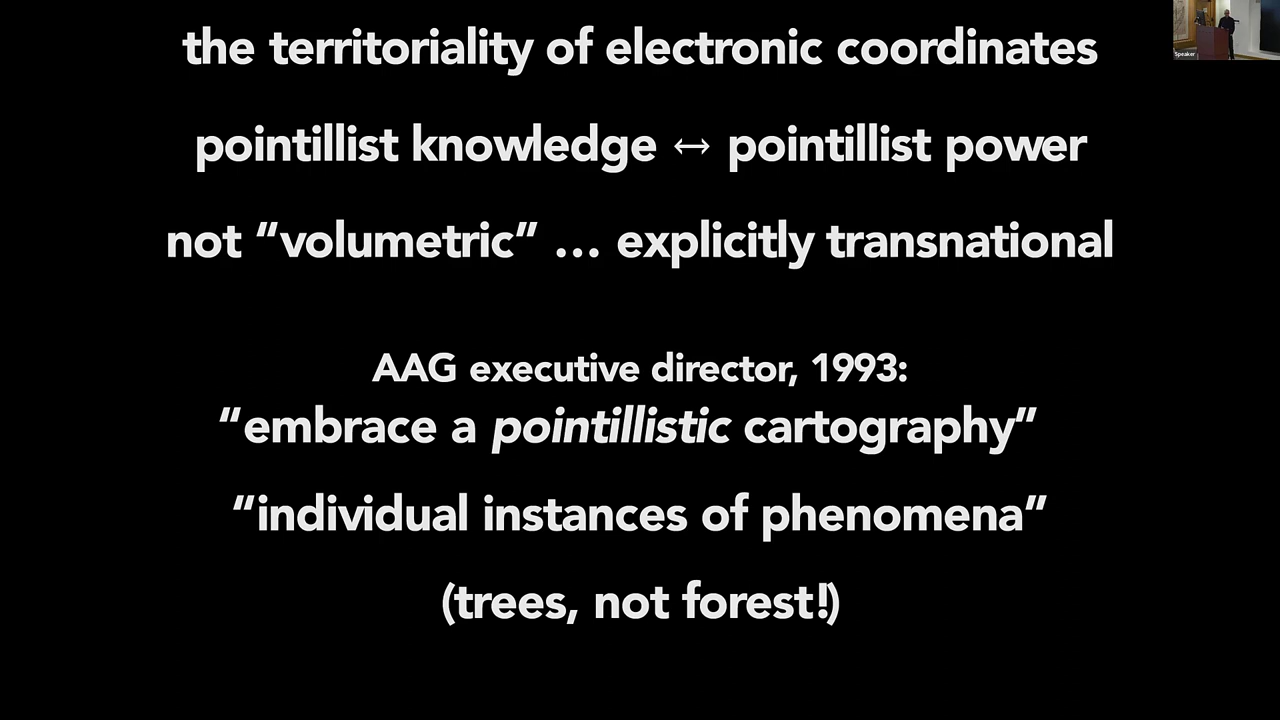 the territoriality of electronic coordinates
pointillist knowledge ↔ pointillist power
not “volumetric” … explicitly transnational
AAG executive director, 1993:
“embrace a pointillistic cartography”
“individual instances of phenomena”
(trees, not forest!)
Speaker